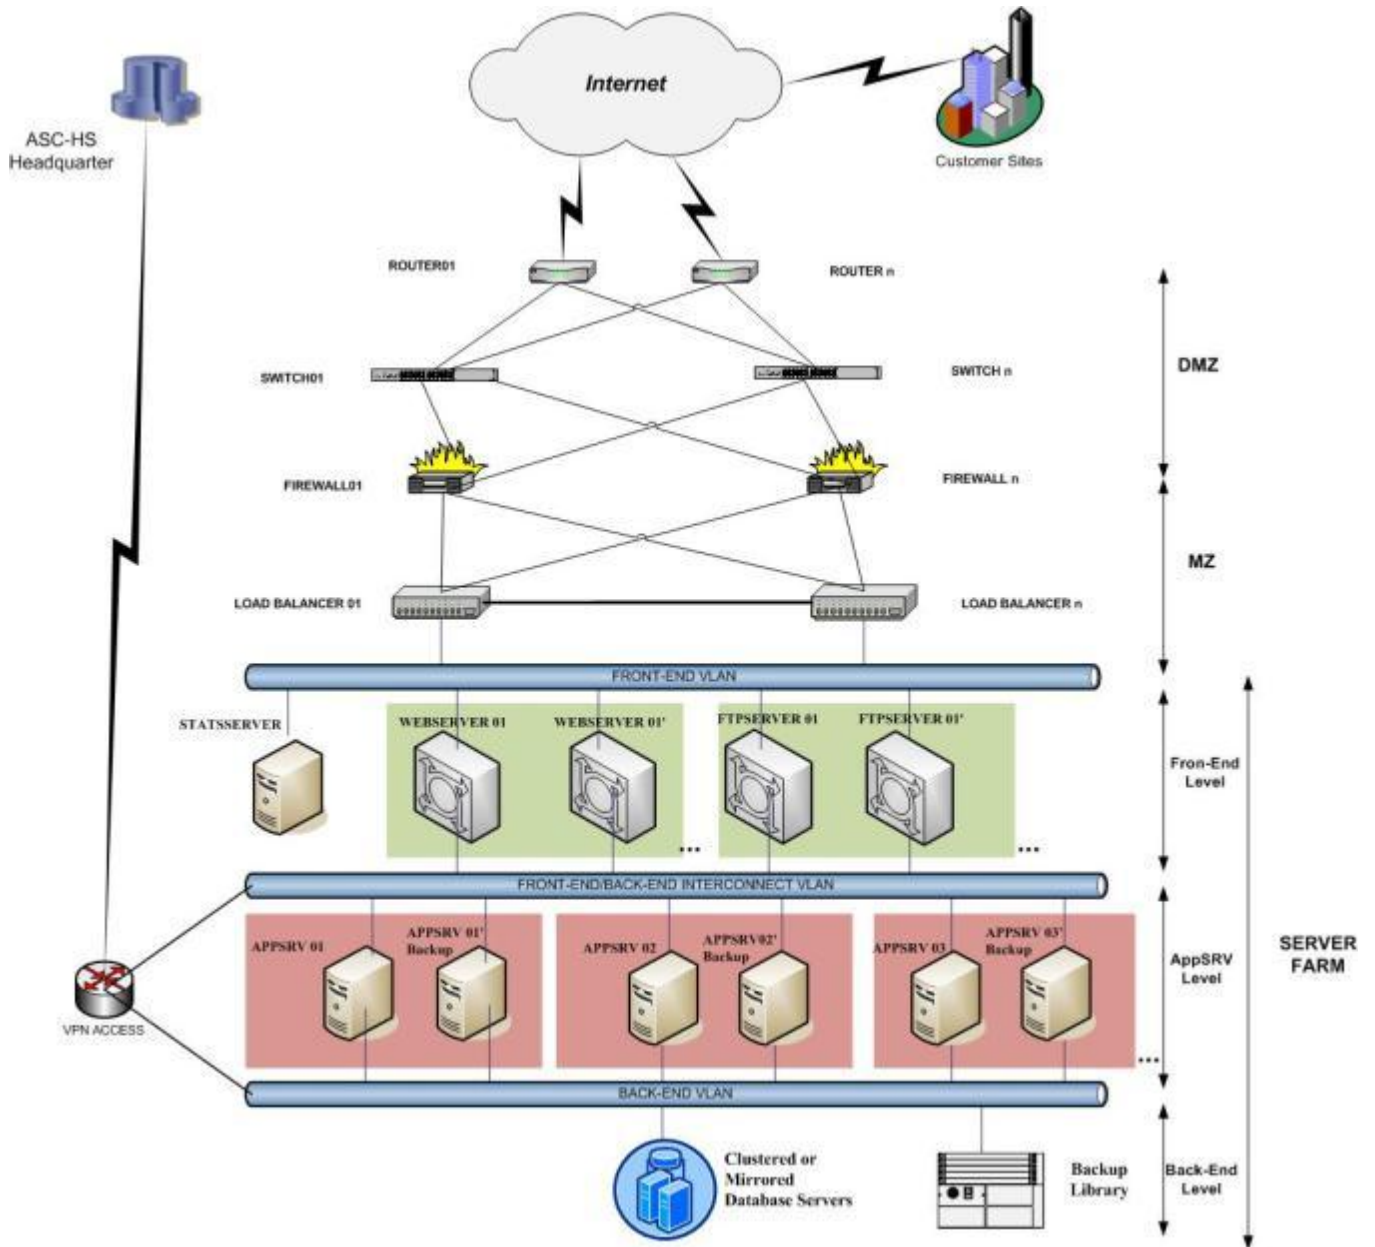 Internet
ASC-HS
Headquarter
Customer Sites
ROUTER01
ROUTER n
DMZ
SWITCH01
SWITCH n
FIREWALL01
FIREWALL n
MZ
LOAD BALANCER 01
LOAD BALANCER n
FRONT-END VLAN
STATSSERVER
WEBSERVER 01
WEBSERVER 01'
FTPSERVER 01
FTPSERVER 01'
Fron-End
Level
...
...
FRONT-END/BACK-END INTERCONNECT VLAN
APPSRV 01
APPSRV 01'
Backup
APPSRV 02
APPSRV02'
Backup
APPSRV 03
APPSRV 03'
Backup
AppSRV
Level
SERVER
FARM
VPN ACCESS
...
BACK-END VLAN
Clustered or
Mirrored
Database Servers
Backup
Library
Back-End
Level